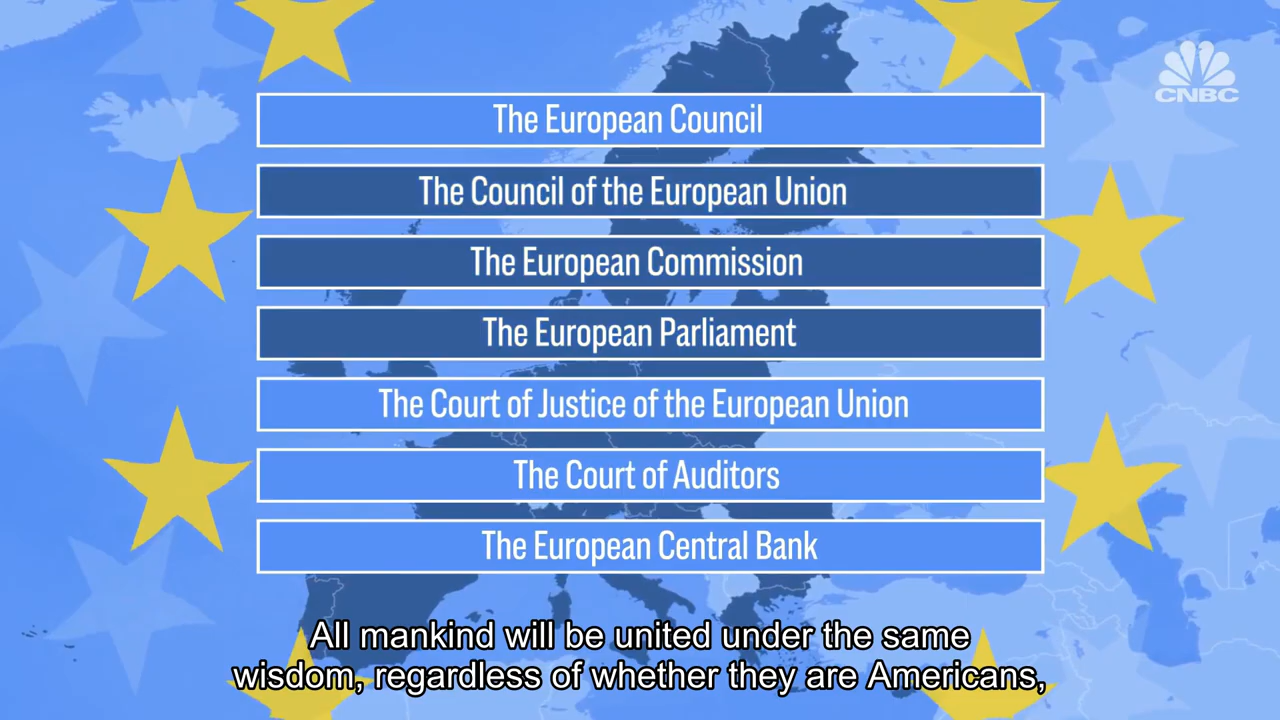 CNBC
The European Council
The Council of the European Union
The European Commission
The European Parliament
The Court of Justice of the European Union
The Court of Auditors
The European Central Bank
All mankind will be united under the same
wisdom, regardless of whether they are Americans,